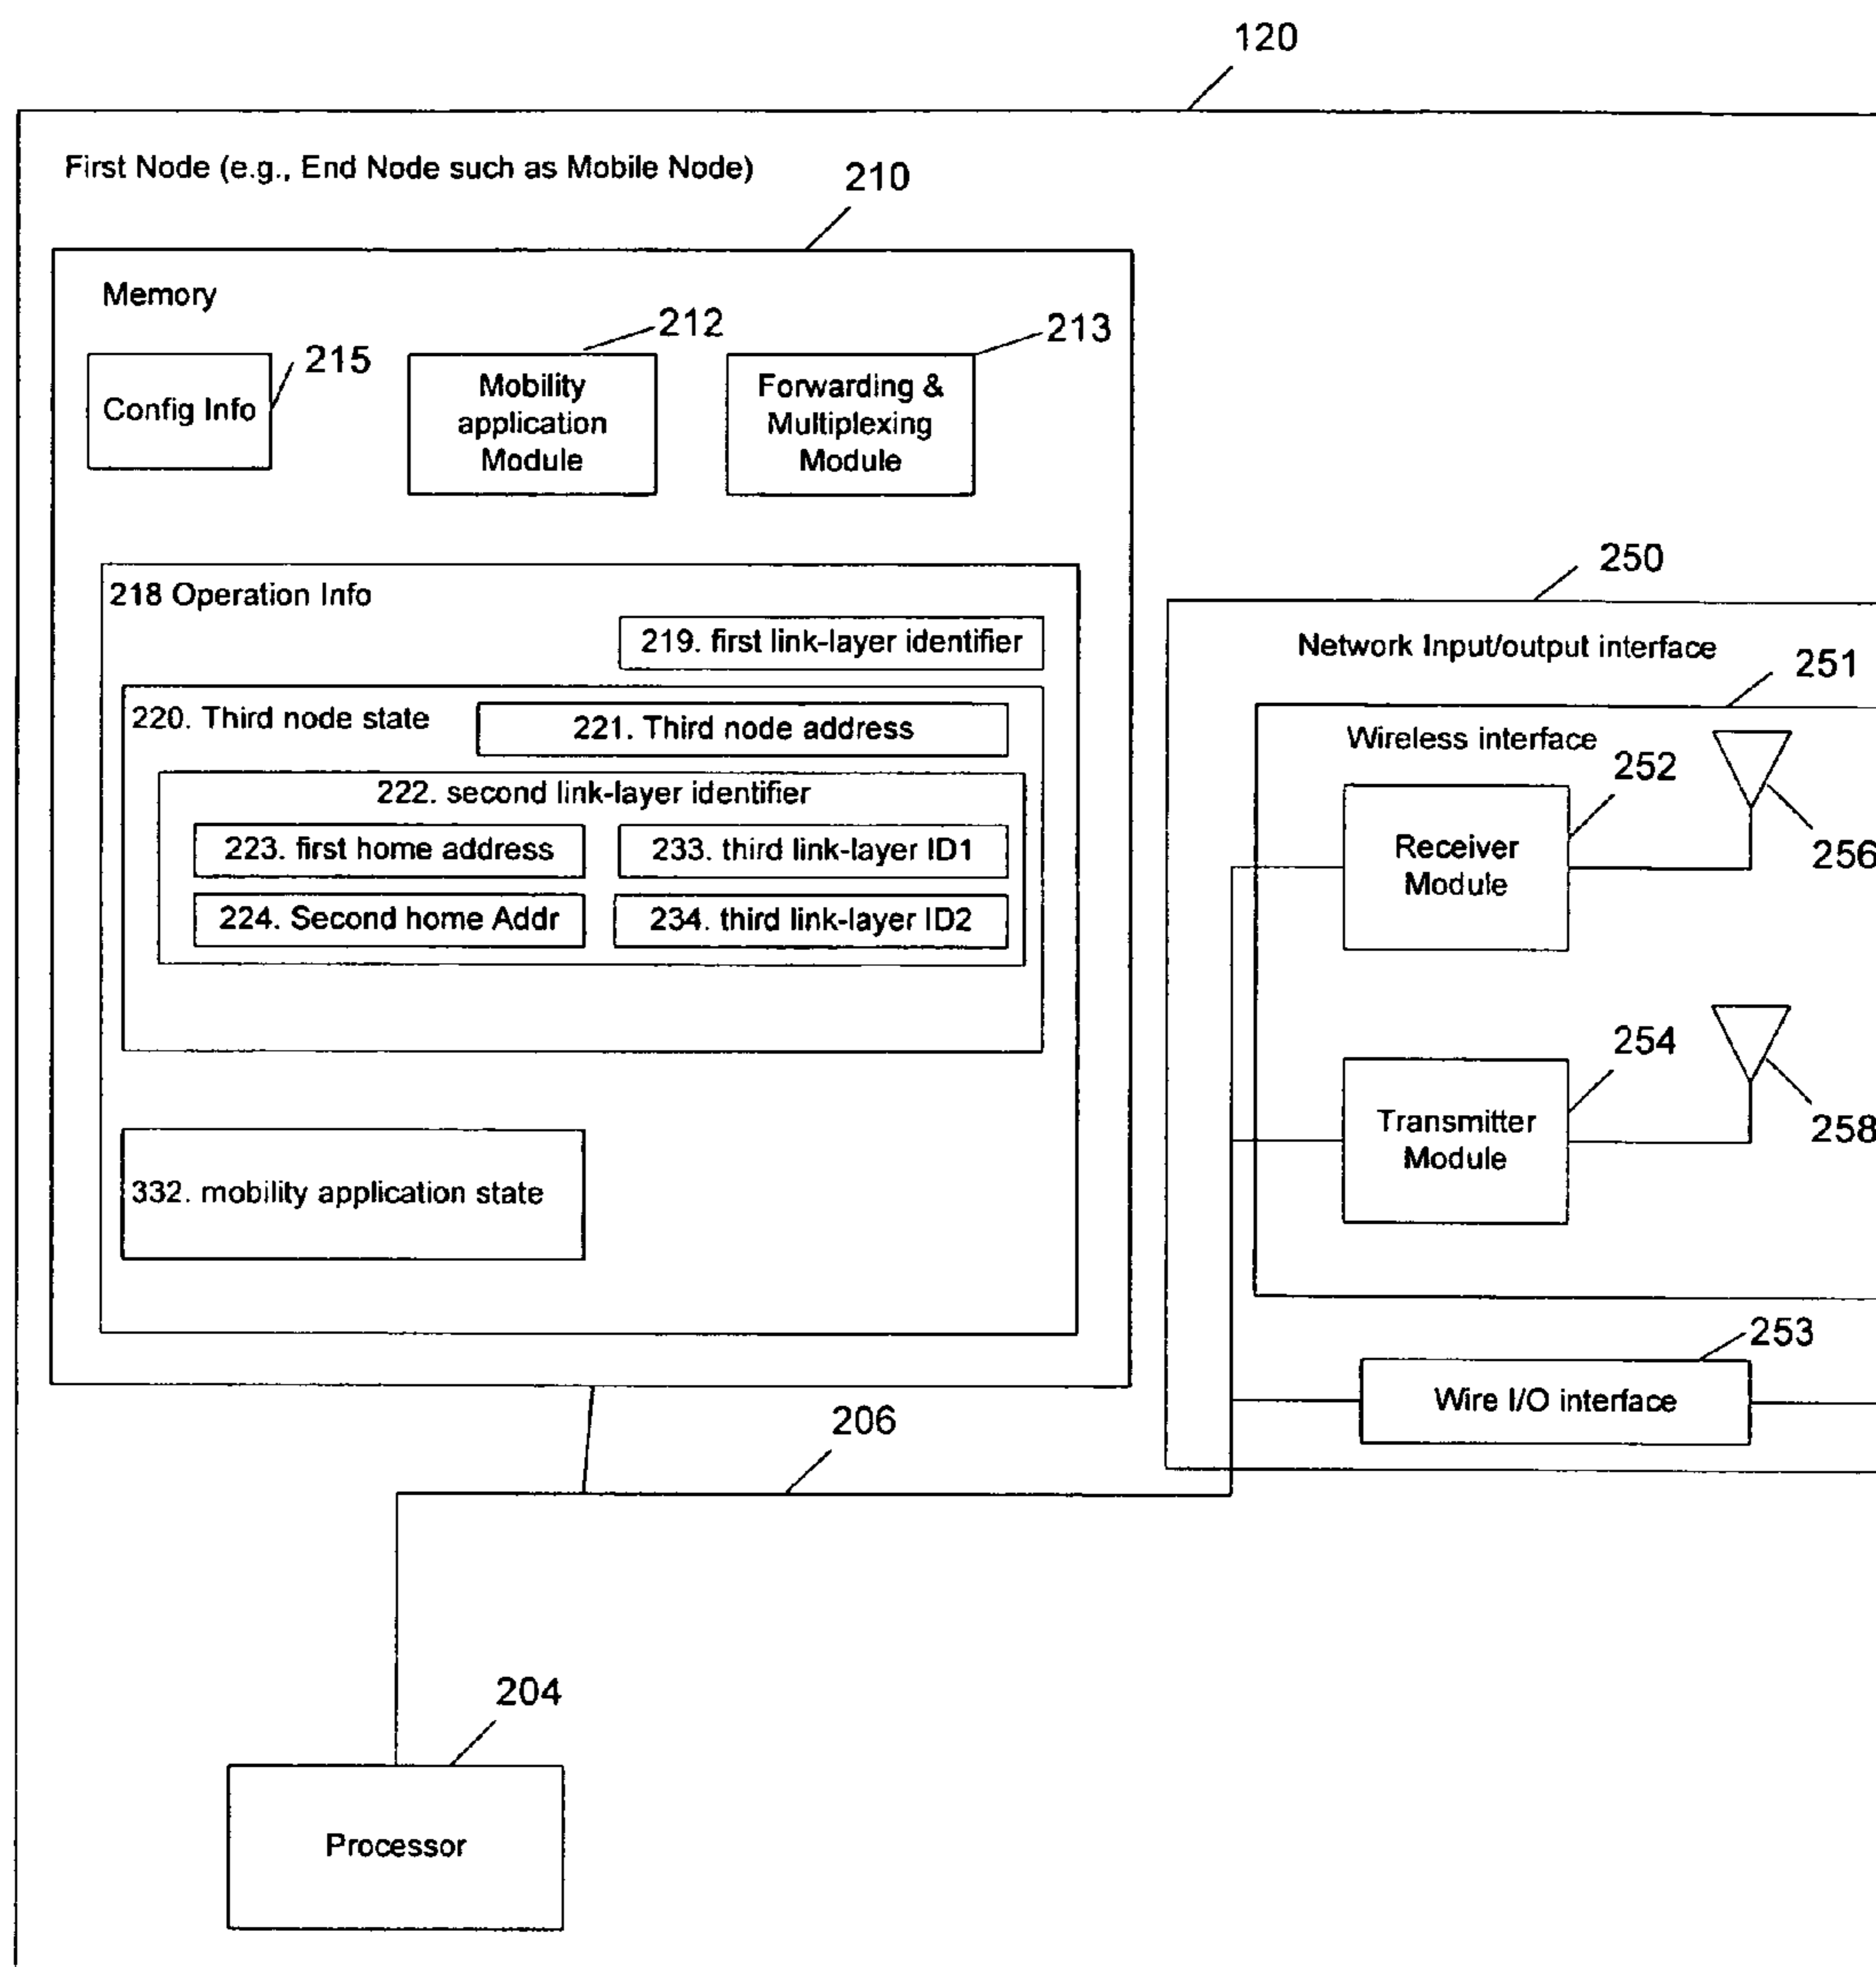 120
First Node (e.g., End Node such as Mobile Node)
210
Memory
212
213
215
Config Info
Mobility
application
Module
Forwarding &
Multiplexing
Module
218 Operation Info
219. first link-layer identifier
220. Third node state
221. Third node address
222. second link-layer identifier
223. first home address
233. third link-layer ID1
224. Second home Addr
234. third link-layer ID2
332. mobility application state
250
Network Input/output interface
251
Wireless interface
252
Receiver
Module
256
254
Transmitter
Module
258
253
Wire I/O interface
206
204
Processor